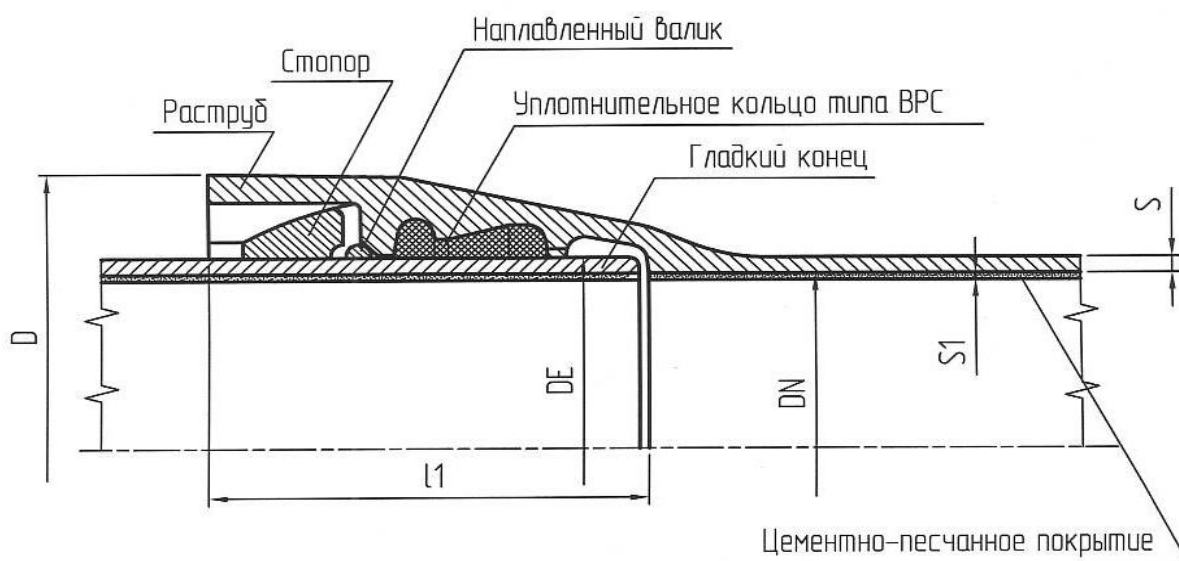 Наплавленный валик
Стопор
Уплотнительное кольцо типа ВРС
Раструб
Гладкий конец
S
D
DE
DN
S1
l1
Цементно-песчанное покрытие